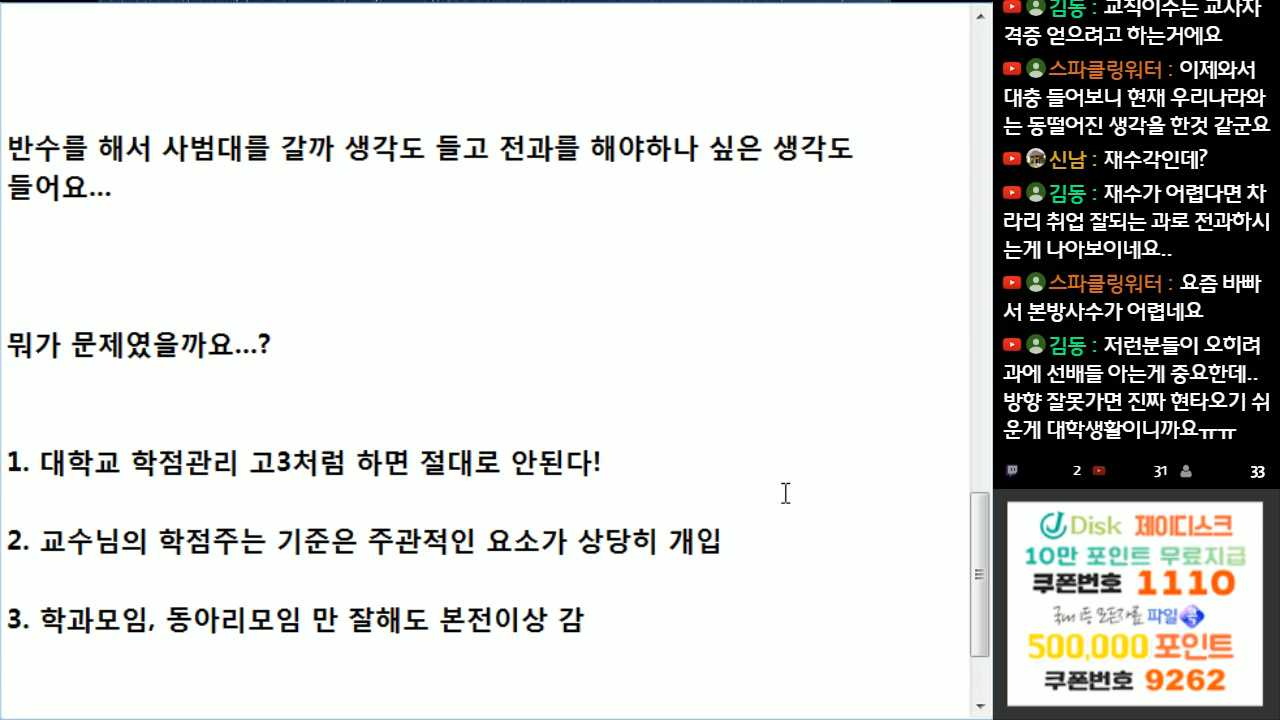 반수를 해서 사범대를 갈까 생각도 들고 전과를 해야하나 싶은 생각도
들어요...
뭐가 문제였을까요...?
1. 대학교 학점관리 고3처럼 하면 절대로 안된다!
2. 교수님의 학점주는 기준은 주관적인 요소가 상당히 개입
3. 학과모임, 동아리모임 만 잘해도 본전이상 감
김동 : 교직이수는 교사자
격증 얻으려고 하는거에요
스파클링워터 : 이제와서
대충 들어보니 현재 우리나라와
는 동떨어진 생각을 한것 같군요
신남 : 재수각인데?
김동 : 재수가 어렵다면 차
라리 취업 잘되는 과로 전과하시
는게 나아보이네요..
스파클링워터 : 요즘 바빠
서 본방사수가 어렵네요
김동 : 저런분들이 오히려
과에 선배들 아는게 중요한데..
방향 잘못가면 진짜 현타오기 쉬
운게 대학생활이니까요ㅠㅠ
2 31 33
J Disk 제이디스크
10만 포인트 무료지급
쿠폰번호 1110
국내 1등 모든자료 파일콕
500,000 포인트
쿠폰번호 9262